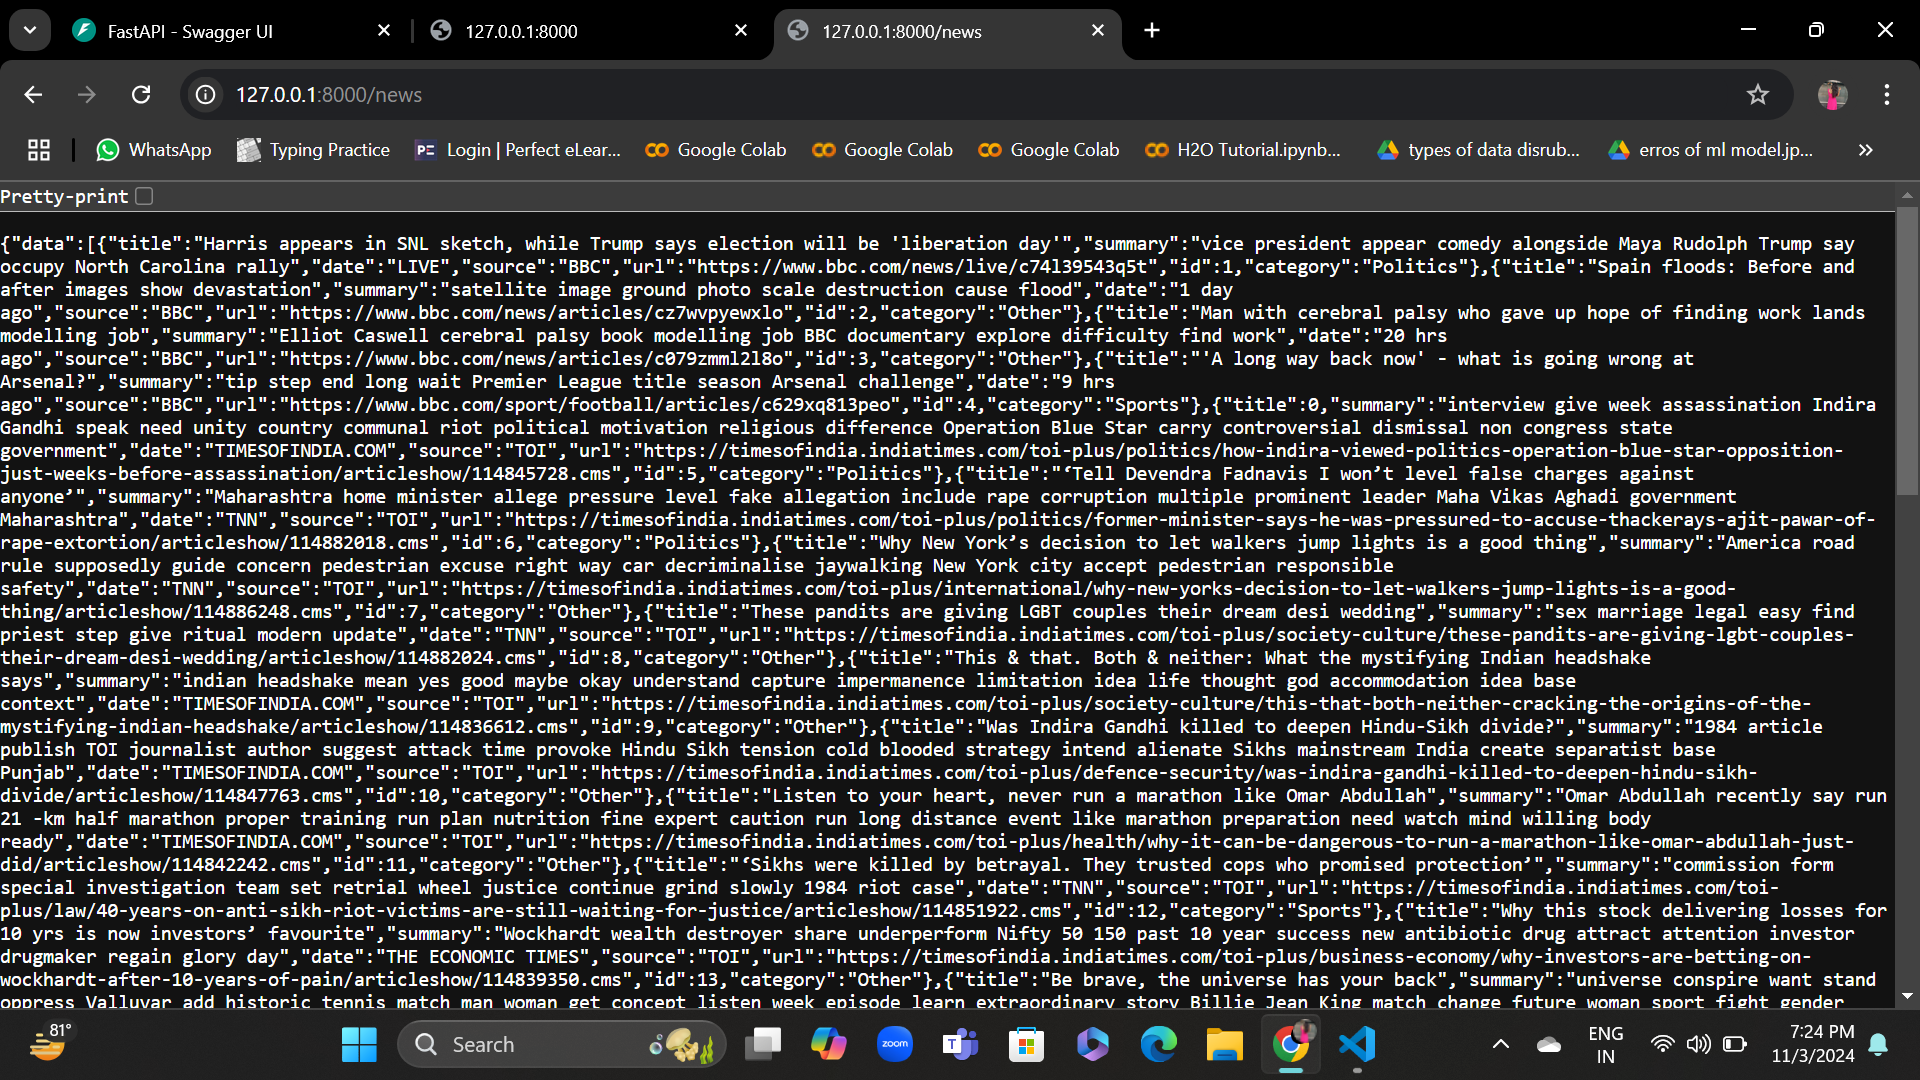 FastAPI - Swagger UI
127.0.0.1:8000
127.0.0.1:8000/news
127.0.0.1:8000/news
WhatsApp
Typing Practice
PE
Login | Perfect eLear...
Google Colab
Google Colab
Google Colab
H2O Tutorial.ipynb...
types of data disrub...
erros of ml model.jp...
Pretty-print
{"data":[{"title":"Harris appears in SNL sketch, while Trump says election will be 'liberation day'","summary":"vice president appear comedy alongside Maya Rudolph Trump say
occupy North Carolina rally","date":"LIVE","source":"BBC","url":"https://www.bbc.com/news/live/c74l39543q5t","id":1,"category":"Politics"},{"title":"Spain floods: Before and
after images show devastation","summary":"satellite image ground photo scale destruction cause flood","date":"1 day
ago","source":"BBC","url":"https://www.bbc.com/news/articles/cz7wvpyewxlo","id":2,"category":"Other"},{"title":"Man with cerebral palsy who gave up hope of finding work lands
modelling job","summary":"Elliot Caswell cerebral palsy book modelling job BBC documentary explore difficulty find work","date":"20 hrs
ago","source":"BBC","url":"https://www.bbc.com/news/articles/c079zmml2l8o","id":3,"category":"Other"},{"title":"'A long way back now' - what is going wrong at
Arsenal?","summary":"tip step end long wait Premier League title season Arsenal challenge","date":"9 hrs
ago","source":"BBC","url":"https://www.bbc.com/sport/football/articles/c629xq813peo","id":4,"category":"Sports"},{"title":0,"summary":"interview give week assassination Indira
Gandhi speak need unity country communal riot political motivation religious difference Operation Blue Star carry controversial dismissal non congress state
government","date":"TIMESOFINDIA.COM","source":"TOI","url":"https://timesofindia.indiatimes.com/toi-plus/politics/how-indira-viewed-politics-operation-blue-star-opposition-
just-weeks-before-assassination/articleshow/114845728.cms","id":5,"category":"Politics"},{"title":"‘Tell Devendra Fadnavis I won’t level false charges against
anyone’","summary":"Maharashtra home minister allege pressure level fake allegation include rape corruption multiple prominent leader Maha Vikas Aghadi government
Maharashtra","date":"TNN","source":"TOI","url":"https://timesofindia.indiatimes.com/toi-plus/politics/former-minister-says-he-was-pressured-to-accuse-thackerays-ajit-pawar-of-
rape-extortion/articleshow/114882018.cms","id":6,"category":"Politics"},{"title":"Why New York’s decision to let walkers jump lights is a good thing","summary":"America road
rule supposedly guide concern pedestrian excuse right way car decriminalise jaywalking New York city accept pedestrian responsible
safety","date":"TNN","source":"TOI","url":"https://timesofindia.indiatimes.com/toi-plus/international/why-new-yorks-decision-to-let-walkers-jump-lights-is-a-good-
thing/articleshow/114886248.cms","id":7,"category":"Other"},{"title":"These pandits are giving LGBT couples their dream desi wedding","summary":"sex marriage legal easy find
priest step give ritual modern update","date":"TNN","source":"TOI","url":"https://timesofindia.indiatimes.com/toi-plus/society-culture/these-pandits-are-giving-lgbt-couples-
their-dream-desi-wedding/articleshow/114882024.cms","id":8,"category":"Other"},{"title":"This & that. Both & neither: What the mystifying Indian headshake
says","summary":"indian headshake mean yes good maybe okay understand capture impermanence limitation idea life thought god accommodation idea base
context","date":"TIMESOFINDIA.COM","source":"TOI","url":"https://timesofindia.indiatimes.com/toi-plus/society-culture/this-that-both-neither-cracking-the-origins-of-the-
mystifying-indian-headshake/articleshow/114836612.cms","id":9,"category":"Other"},{"title":"Was Indira Gandhi killed to deepen Hindu-Sikh divide?","summary":"1984 article
publish TOI journalist author suggest attack time provoke Hindu Sikh tension cold blooded strategy intend alienate Sikhs mainstream India create separatist base
Punjab","date":"TIMESOFINDIA.COM","source":"TOI","url":"https://timesofindia.indiatimes.com/toi-plus/defence-security/was-indira-gandhi-killed-to-deepen-hindu-sikh-
divide/articleshow/114847763.cms","id":10,"category":"Other"},{"title":"Listen to your heart, never run a marathon like Omar Abdullah","summary":"Omar Abdullah recently say run
21 -km half marathon proper training run plan nutrition fine expert caution run long distance event like marathon preparation need watch mind willing body
ready","date":"TIMESOFINDIA.COM","source":"TOI","url":"https://timesofindia.indiatimes.com/toi-plus/health/why-it-can-be-dangerous-to-run-a-marathon-like-omar-abdullah-just-
did/articleshow/114842242.cms","id":11,"category":"Other"},{"title":"‘Sikhs were killed by betrayal. They trusted cops who promised protection’","summary":"commission form
special investigation team set retrial wheel justice continue grind slowly 1984 riot case","date":"TNN","source":"TOI","url":"https://timesofindia.indiatimes.com/toi-
plus/law/40-years-on-anti-sikh-riot-victims-are-still-waiting-for-justice/articleshow/114851922.cms","id":12,"category":"Sports"},{"title":"Why this stock delivering losses for
10 yrs is now investors’ favourite","summary":"Wockhardt wealth destroyer share underperform Nifty 50 150 past 10 year success new antibiotic drug attract attention investor
drugmaker regain glory day","date":"THE ECONOMIC TIMES","source":"TOI","url":"https://timesofindia.indiatimes.com/toi-plus/business-economy/why-investors-are-betting-on-
wockhardt-after-10-years-of-pain/articleshow/114839350.cms","id":13,"category":"Other"},{"title":"Be brave, the universe has your back","summary":"universe conspire want stand
oppress Valluvar add historic tennis match man woman get concept listen week episode learn extraordinary story Billie Jean King match change future woman sport fight gender
81°
Search
zoom
ENG
IN
7:24 PM
11/3/2024